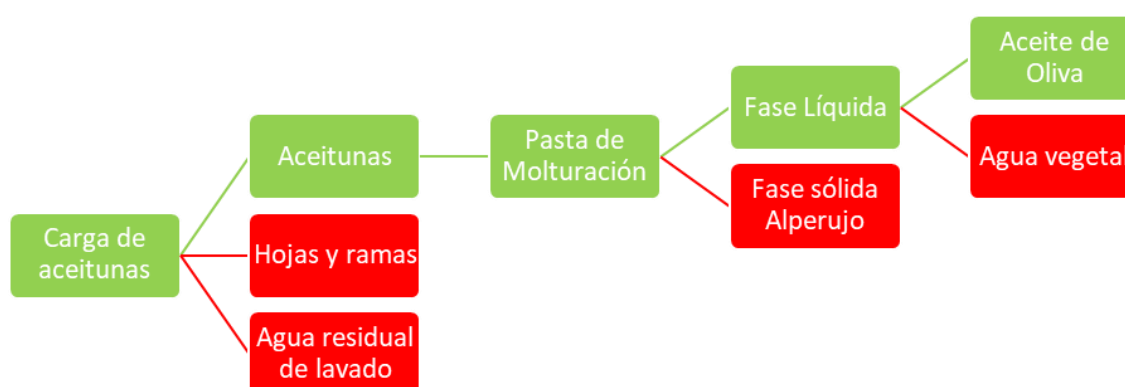 Carga de
aceitunas
Aceitunas
Hojas y ramas
Agua residual
de lavado
Pasta de
Molturación
Fase Líquida
Fase sólida
Alperujo
Aceite de
Oliva
Agua vegetal